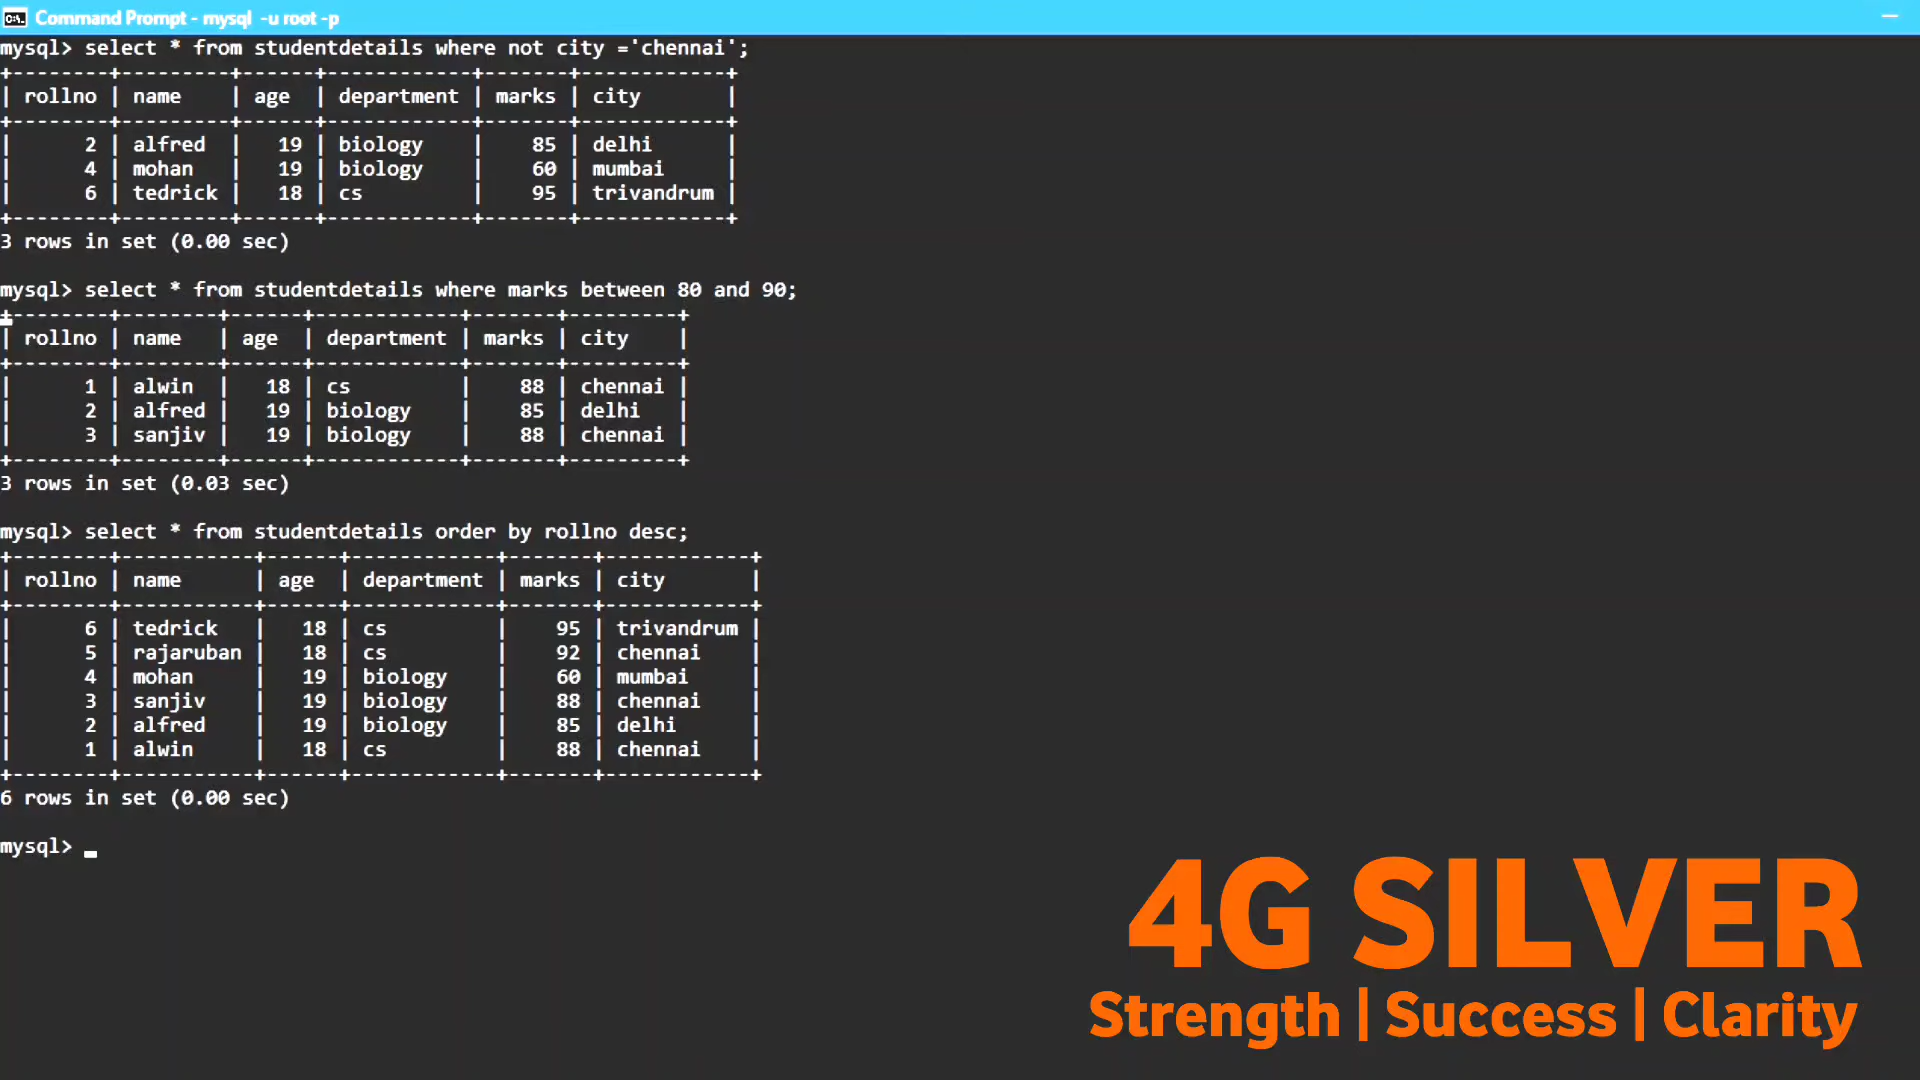 Command Prompt - mysql  -u root -p
mysql> select * from studentdetails where not city ='chennai';
+--------+---------+------+------------+-------+------------+
| rollno | name    | age  | department | marks | city       |
+--------+---------+------+------------+-------+------------+
|      2 | alfred  |   19 | biology    |    85 | delhi      |
|      4 | mohan   |   19 | biology    |    60 | mumbai     |
|      6 | tedrick |   18 | cs         |    95 | trivandrum |
+--------+---------+------+------------+-------+------------+
3 rows in set (0.00 sec)
mysql> select * from studentdetails where marks between 80 and 90;
+--------+--------+------+------------+-------+---------+
| rollno | name   | age  | department | marks | city    |
+--------+--------+------+------------+-------+---------+
|      1 | alwin  |   18 | cs         |    88 | chennai |
|      2 | alfred |   19 | biology    |    85 | delhi   |
|      3 | sanjiv |   19 | biology    |    88 | chennai |
+--------+--------+------+------------+-------+---------+
3 rows in set (0.03 sec)
mysql> select * from studentdetails order by rollno desc;
+--------+-----------+------+------------+-------+------------+
| rollno | name      | age  | department | marks | city       |
+--------+-----------+------+------------+-------+------------+
|      6 | tedrick   |   18 | cs         |    95 | trivandrum |
|      5 | rajaruban |   18 | cs         |    92 | chennai    |
|      4 | mohan     |   19 | biology    |    60 | mumbai     |
|      3 | sanjiv    |   19 | biology    |    88 | chennai    |
|      2 | alfred    |   19 | biology    |    85 | delhi      |
|      1 | alwin     |   18 | cs         |    88 | chennai    |
+--------+-----------+------+------------+-------+------------+
6 rows in set (0.00 sec)
mysql> _
4G SILVER
Strength | Success | Clarity